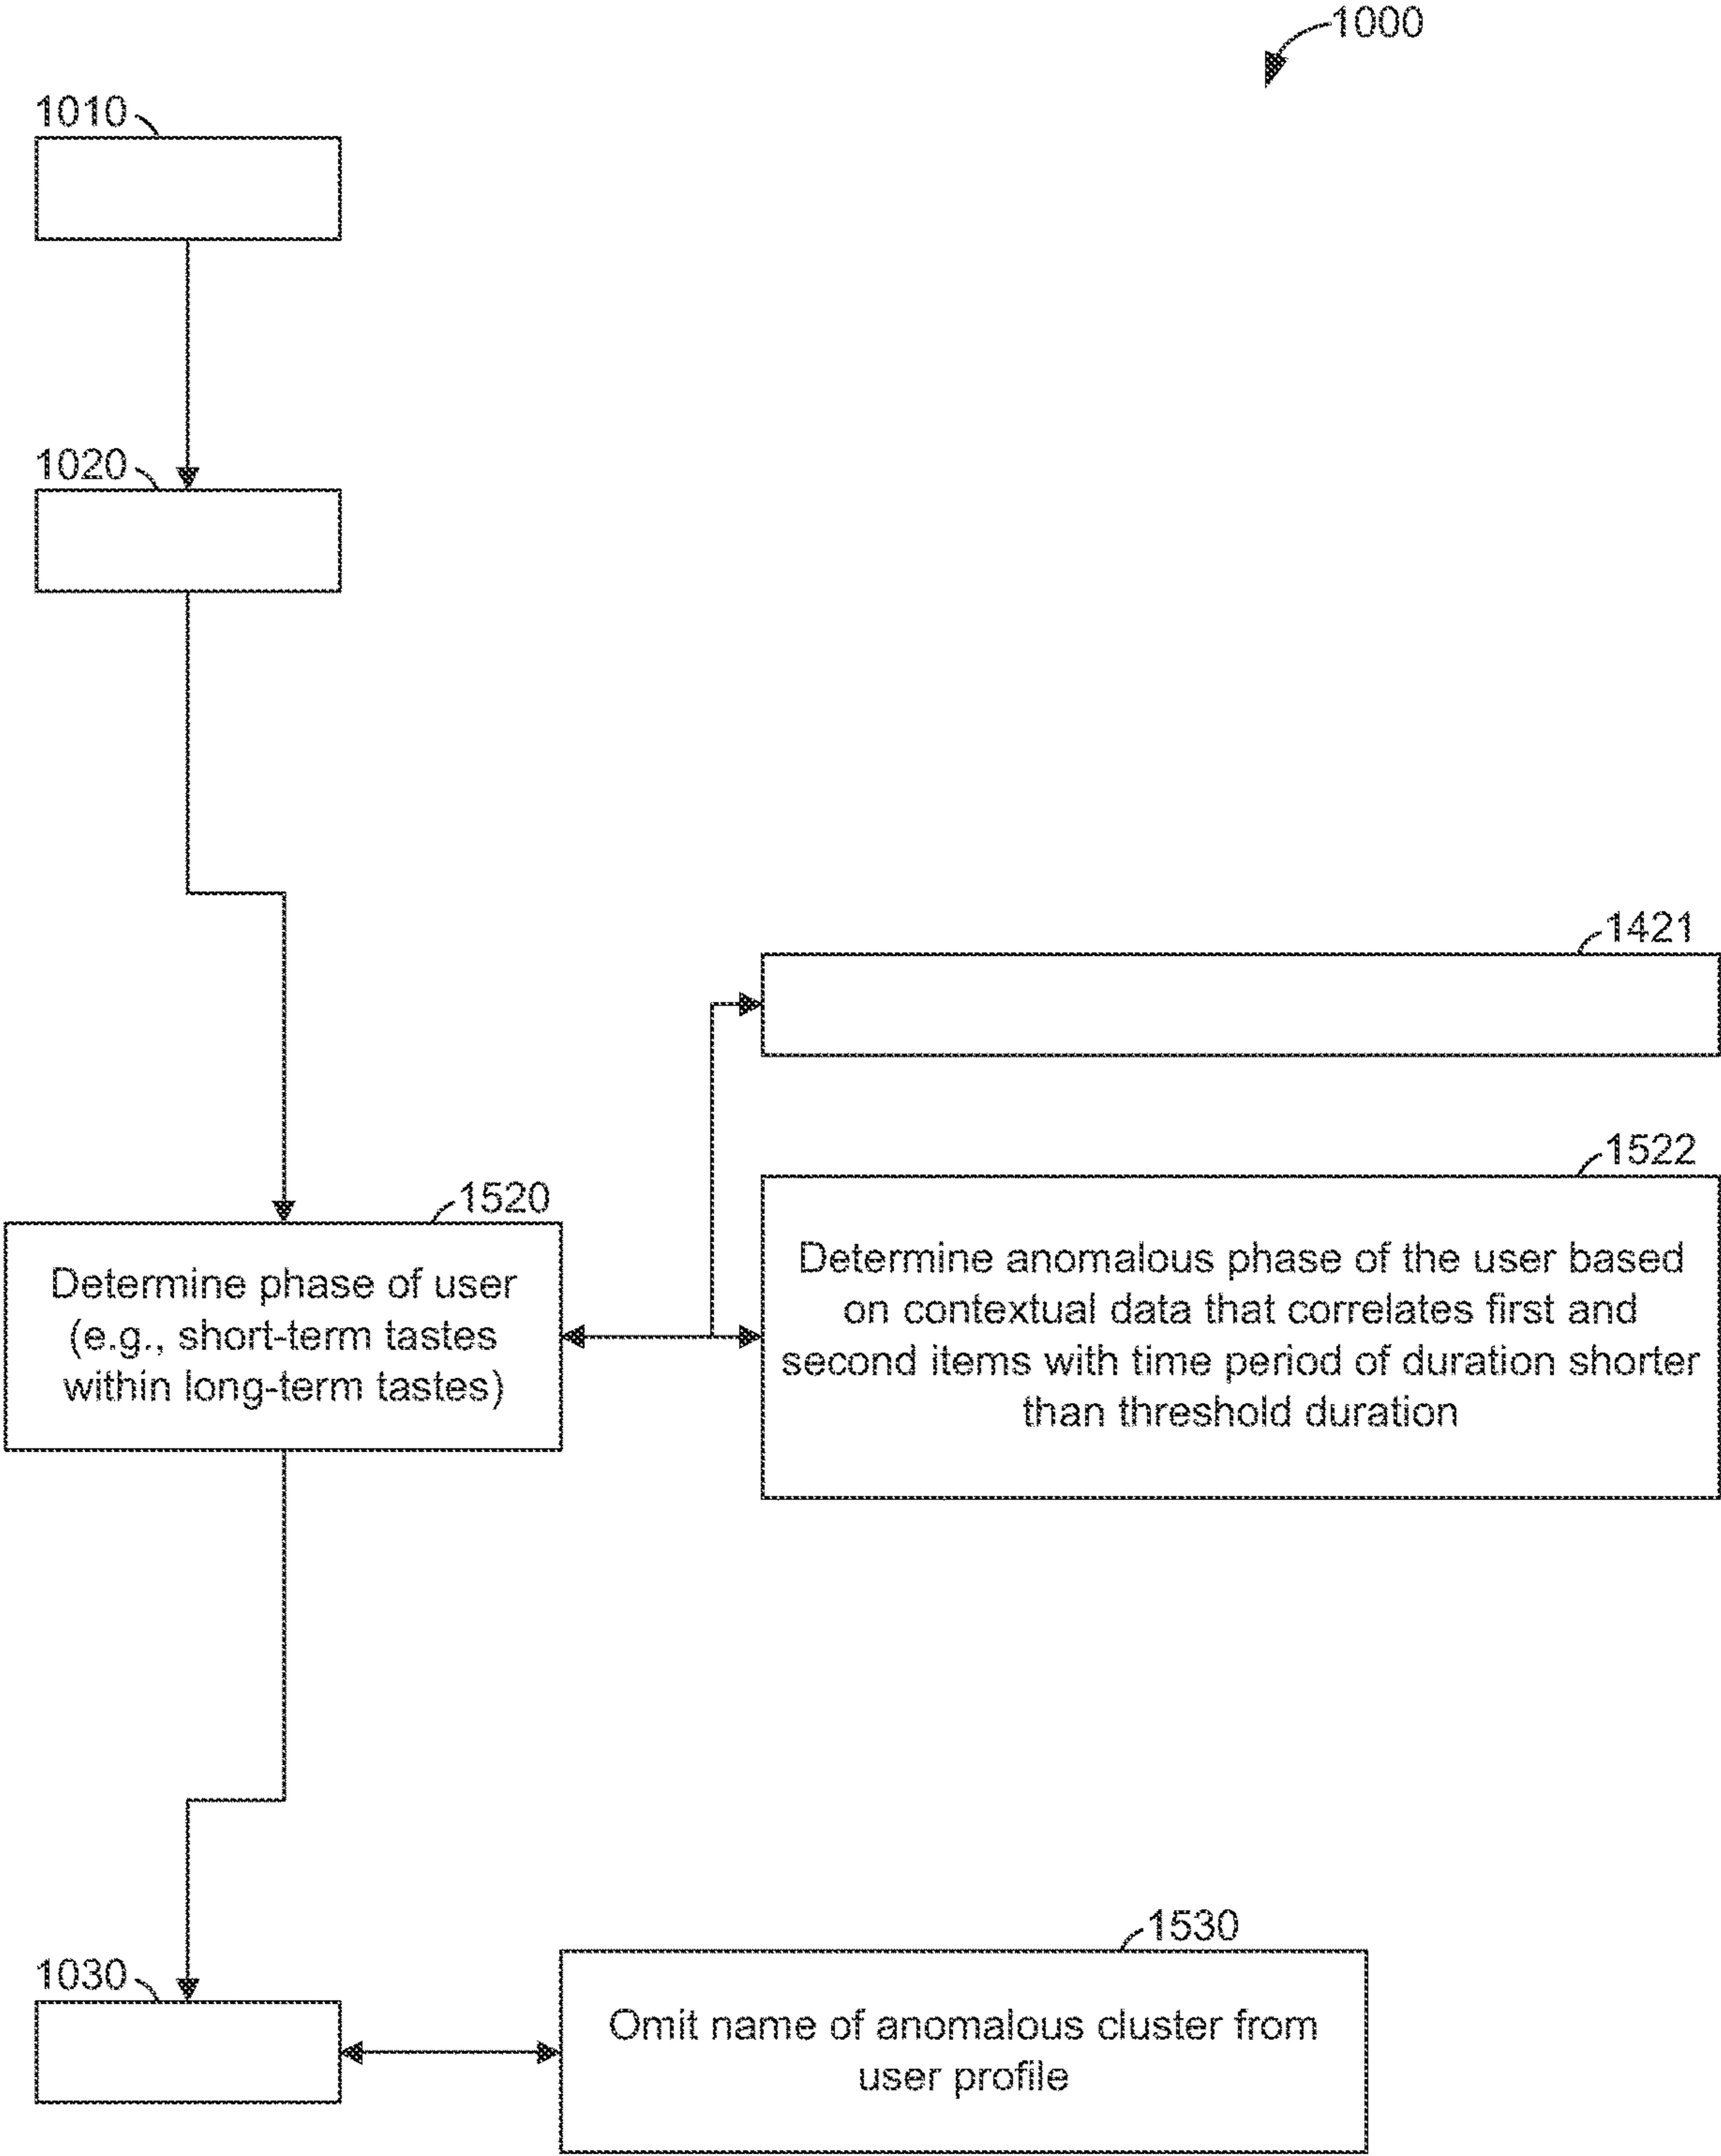 1000
1010
1020
1421
1522
1520
Determine phase of user
(e.g., short-term tastes
within long-term tastes)
Determine anomalous phase of the user based
on contextual data that correlates first and
second items with time period of duration shorter
than threshold duration
1530
1030
Omit name of anomalous cluster from
user profile